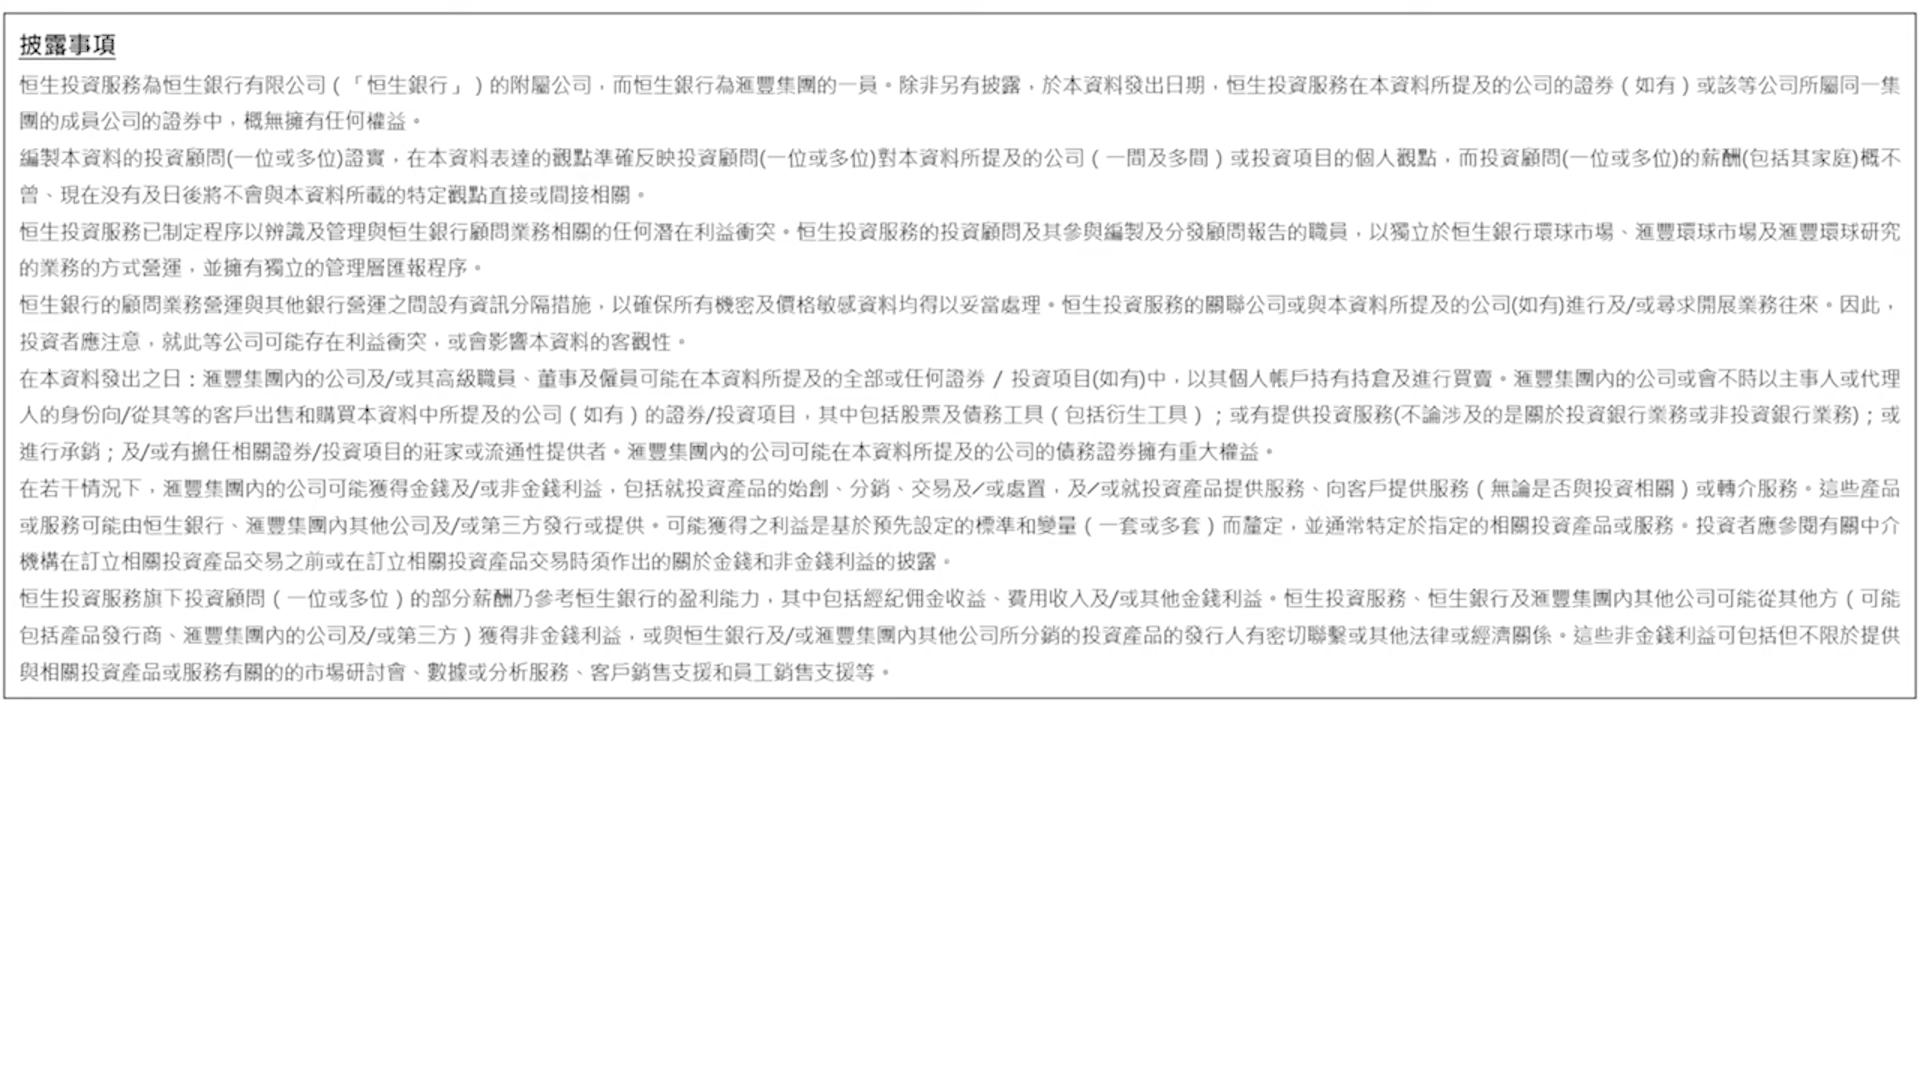 披露事項
恒生投資服務為恒生銀行有限公司（「恒生銀行」）的附屬公司，而恒生銀行為滙豐集團的一員。除非另有披露，於本資料發出日期，恒生投資服務在本資料所提及的公司的證券（如有）或該等公司所屬同一集
團的成員公司的證券中，概無擁有任何權益。
編製本資料的投資顧問(一位或多位)證實，在本資料表達的觀點準確反映投資顧問(一位或多位)對本資料所提及的公司（一間及多間）或投資項目的個人觀點，而投資顧問(一位或多位)的薪酬(包括其家庭)概不
曾、現在没有及日後將不會與本資料所載的特定觀點直接或間接相關。
恒生投資服務已制定程序以辨識及管理與恒生銀行顧問業務相關的任何潛在利益衝突。恒生投資服務的投資顧問及其參與編製及分發顧問報告的職員，以獨立於恒生銀行環球市場、滙豐環球市場及滙豐環球研究
的業務的方式營運，並擁有獨立的管理層匯報程序。
恒生銀行的顧問業務營運與其他銀行營運之間設有資訊分隔措施，以確保所有機密及價格敏感資料均得以妥當處理。恒生投資服務的關聯公司或與本資料所提及的公司(如有)進行及/或尋求開展業務往來。因此，
投資者應注意，就此等公司可能存在利益衝突，或會影響本資料的客觀性。
在本資料發出之日：滙豐集團內的公司及/或其高級職員、董事及僱員可能在本資料所提及的全部或任何證券 / 投資項目(如有)中，以其個人帳戶持有持倉及進行買賣。滙豐集團內的公司或會不時以主事人或代理
人的身份向/從其等的客戶出售和購買本資料中所提及的公司（如有）的證券/投資項目，其中包括股票及債務工具（包括衍生工具）；或有提供投資服務(不論涉及的是關於投資銀行業務或非投資銀行業務)；或
進行承銷；及/或有擔任相關證券/投資項目的莊家或流通性提供者。滙豐集團內的公司可能在本資料所提及的公司的債務證券擁有重大權益。
在若干情況下，滙豐集團內的公司可能獲得金錢及/或非金錢利益，包括就投資產品的始創、分銷、交易及／或處置，及／或就投資產品提供服務、向客戶提供服務（無論是否與投資相關）或轉介服務。這些產品
或服務可能由恒生銀行、滙豐集團內其他公司及/或第三方發行或提供。可能獲得之利益是基於預先設定的標準和變量（一套或多套）而釐定，並通常特定於指定的相關投資產品或服務。投資者應參閱有關中介
機構在訂立相關投資產品交易之前或在訂立相關投資產品交易時須作出的關於金錢和非金錢利益的披露。
恒生投資服務旗下投資顧問（一位或多位）的部分薪酬乃參考恒生銀行的盈利能力，其中包括經紀佣金收益、費用收入及/或其他金錢利益。恒生投資服務、恒生銀行及滙豐集團內其他公司可能從其他方（可能
包括產品發行商、滙豐集團內的公司及/或第三方）獲得非金錢利益，或與恒生銀行及/或滙豐集團內其他公司所分銷的投資產品的發行人有密切聯繫或其他法律或經濟關係。這些非金錢利益可包括但不限於提供
與相關投資產品或服務有關的的市場研討會、數據或分析服務、客戶銷售支援和員工銷售支援等。